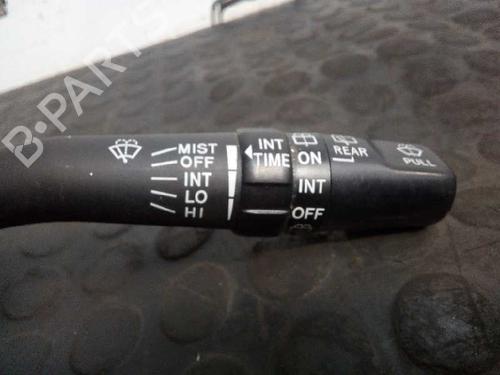 MIST
OFF
INT
LO
HI
INT
TIME
ON
INT
OFF
REAR
PULL
B-PARTS